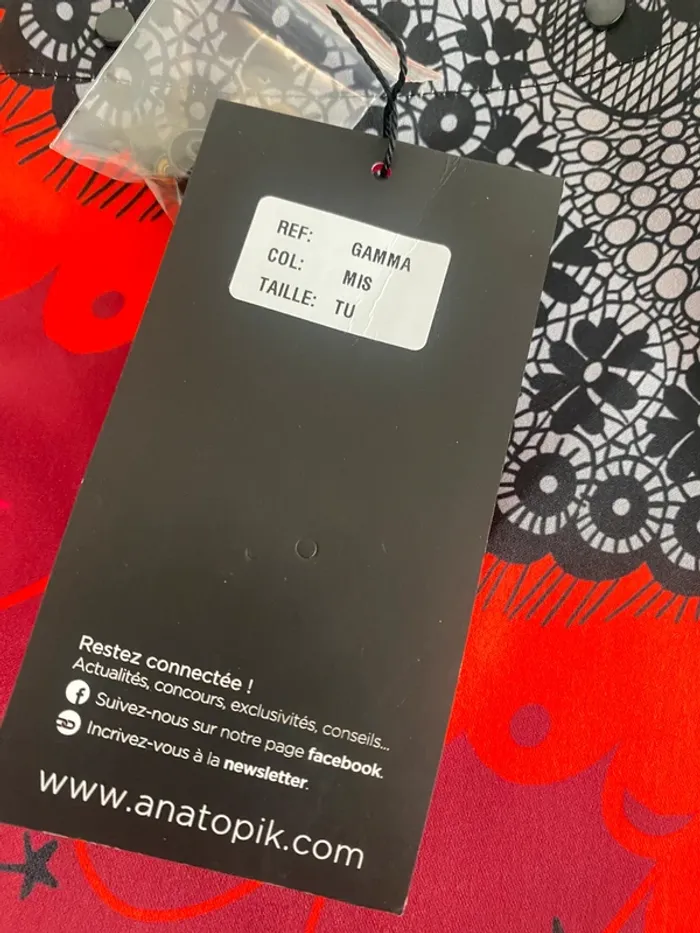 REF: GAMMA
COL: MIS
TAILLE: TU
Restez connectée !
Actualités, concours, exclusivités, conseils...
Suivez-nous sur notre page facebook.
Incrivez-vous à la newsletter.
www.anatopik.com